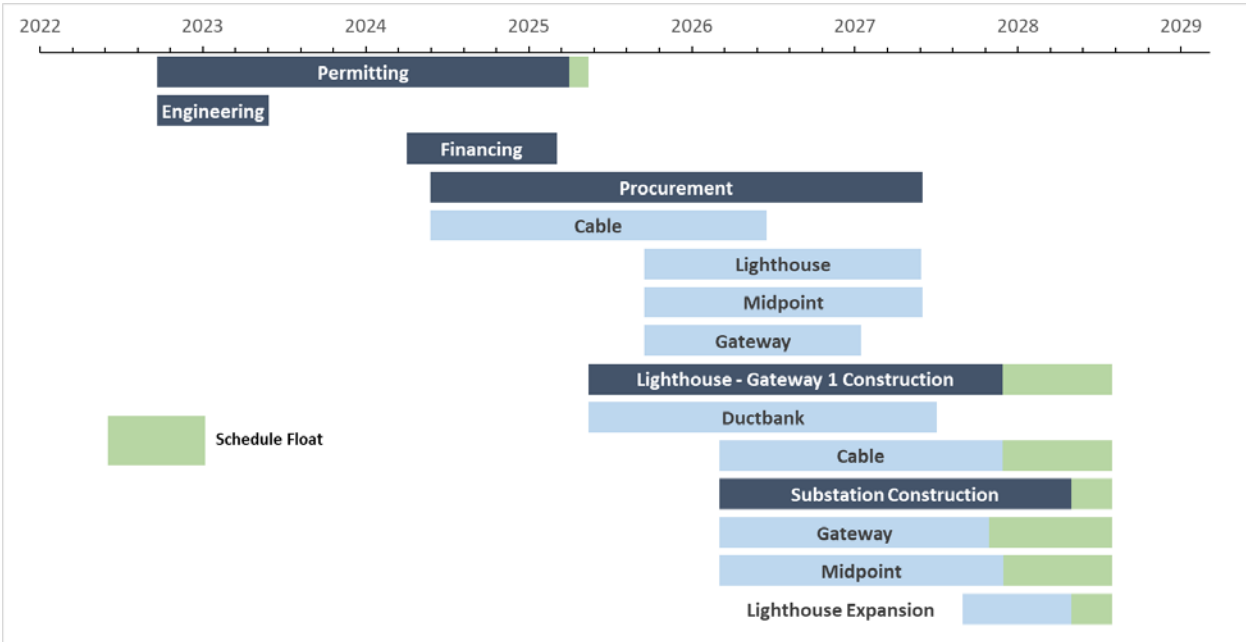 2022 2023 2024 2025 2026 2027 2028 2029
Permitting
Engineering
Financing
Procurement
Cable
Lighthouse
Midpoint
Gateway
Lighthouse - Gateway 1 Construction
Ductbank
Schedule Float
Cable
Substation Construction
Gateway
Midpoint
Lighthouse Expansion